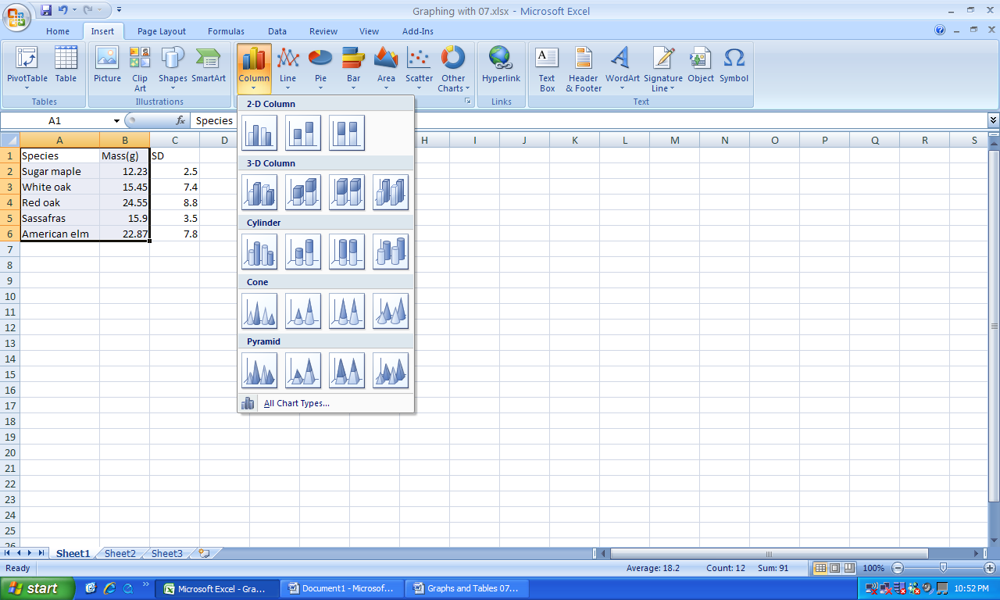 Graphing with 07.xlsx - Microsoft Excel
Home Insert Page Layout Formulas Data Review View Add-Ins
PivotTable Table Picture Clip Art Shapes SmartArt Column Line Pie Bar Area Scatter Other Charts Hyperlink Text Box Header & Footer WordArt Signature Line Object Symbol
Tables Illustrations Links Text
A1 fx Species
A B C D H I J K L M N O P Q R S
1 Species Mass(g) SD
2 Sugar maple 12.23 2.5
3 White oak 15.45 7.4
4 Red oak 24.55 8.8
5 Sassafras 15.9 3.5
6 American elm 22.87 7.8
7
8
9
10
11
12
13
14
15
16
17
18
19
20
21
22
23
24
25
26
2-D Column
3-D Column
Cylinder
Cone
Pyramid
All Chart Types...
Sheet1 Sheet2 Sheet3
Ready Average: 18.2 Count: 12 Sum: 91 100%
start Microsoft Excel - Gra... Document1 - Microsof... Graphs and Tables 07... 10:52 PM